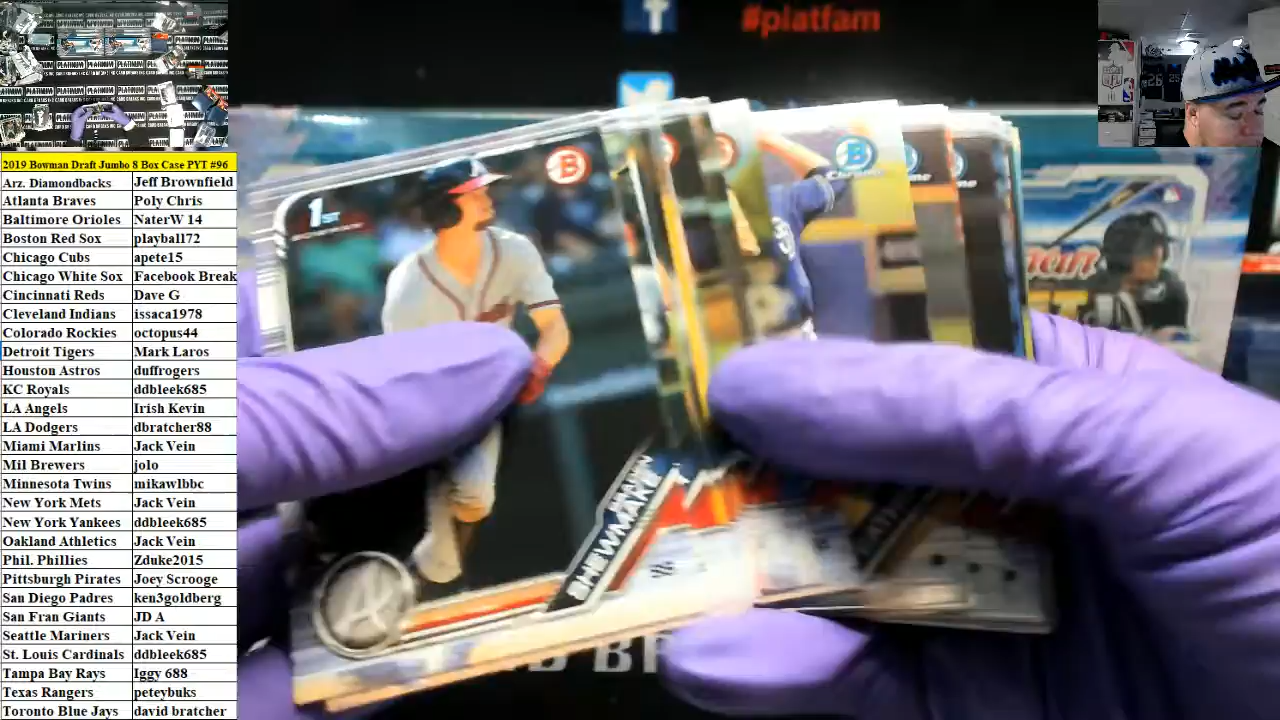 #platfam
2019 Bowman Draft Jumbo 8 Box Case PYT #96
Arz. Diamondbacks Jeff Brownfield
Atlanta Braves Poly Chris
Baltimore Orioles NaterW 14
Boston Red Sox playball72
Chicago Cubs apete15
Chicago White Sox Facebook Break
Cincinnati Reds Dave G
Cleveland Indians issaca1978
Colorado Rockies octopus44
Detroit Tigers Mark Laros
Houston Astros duffrogers
KC Royals ddbleek685
LA Angels Irish Kevin
LA Dodgers dbratcher88
Miami Marlins Jack Vein
Mil Brewers jolo
Minnesota Twins mikawlbbc
New York Mets Jack Vein
New York Yankees ddbleek685
Oakland Athletics Jack Vein
Phil. Phillies Zduke2015
Pittsburgh Pirates Joey Scrooge
San Diego Padres ken3goldberg
San Fran Giants JD A
Seattle Mariners Jack Vein
St. Louis Cardinals ddbleek685
Tampa Bay Rays Iggy 688
Texas Rangers peteybuks
Toronto Blue Jays david bratcher
1ST
B
SHEWMAKE
A
B
Chrome